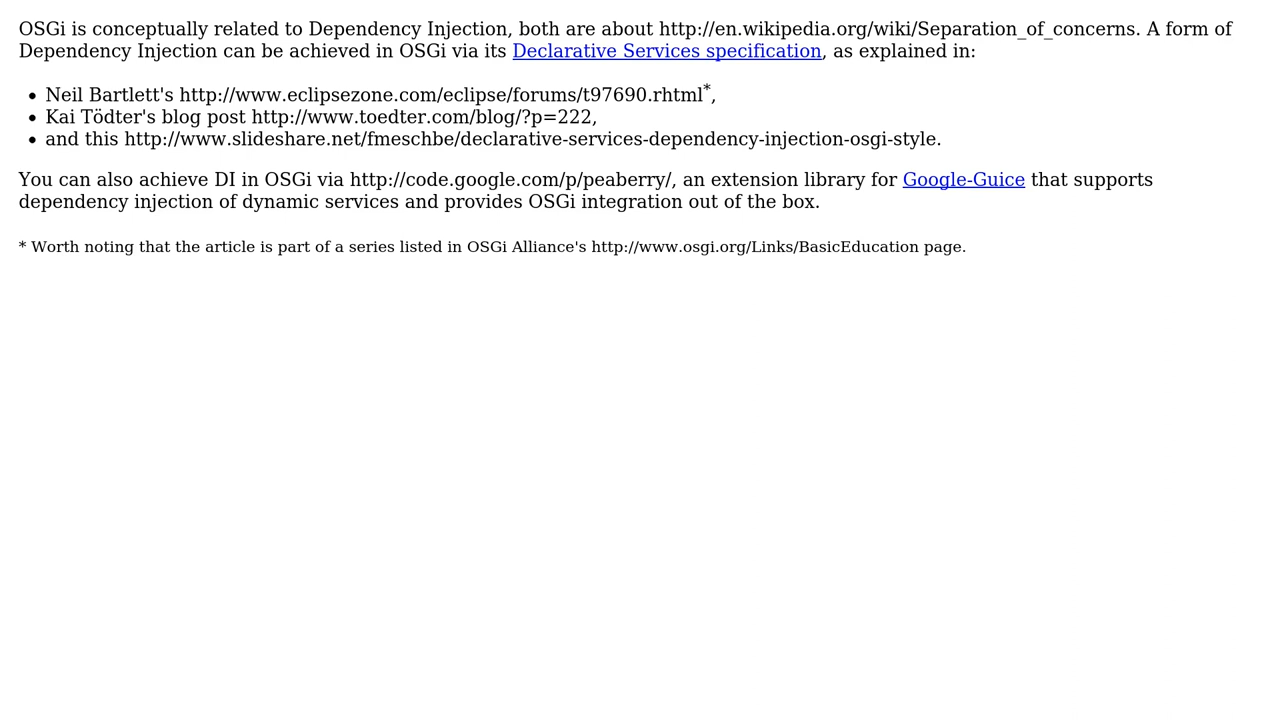 OSGi is conceptually related to Dependency Injection, both are about http://en.wikipedia.org/wiki/Separation_of_concerns. A form of
Dependency Injection can be achieved in OSGi via its Declarative Services specification, as explained in:
• Neil Bartlett's http://www.eclipsezone.com/eclipse/forums/t97690.rhtml*,
• Kai Tödter's blog post http://www.toedter.com/blog/?p=222,
• and this http://www.slideshare.net/fmeschbe/declarative-services-dependency-injection-osgi-style.
You can also achieve DI in OSGi via http://code.google.com/p/peaberry/, an extension library for Google-Guice that supports
dependency injection of dynamic services and provides OSGi integration out of the box.
* Worth noting that the article is part of a series listed in OSGi Alliance's http://www.osgi.org/Links/BasicEducation page.